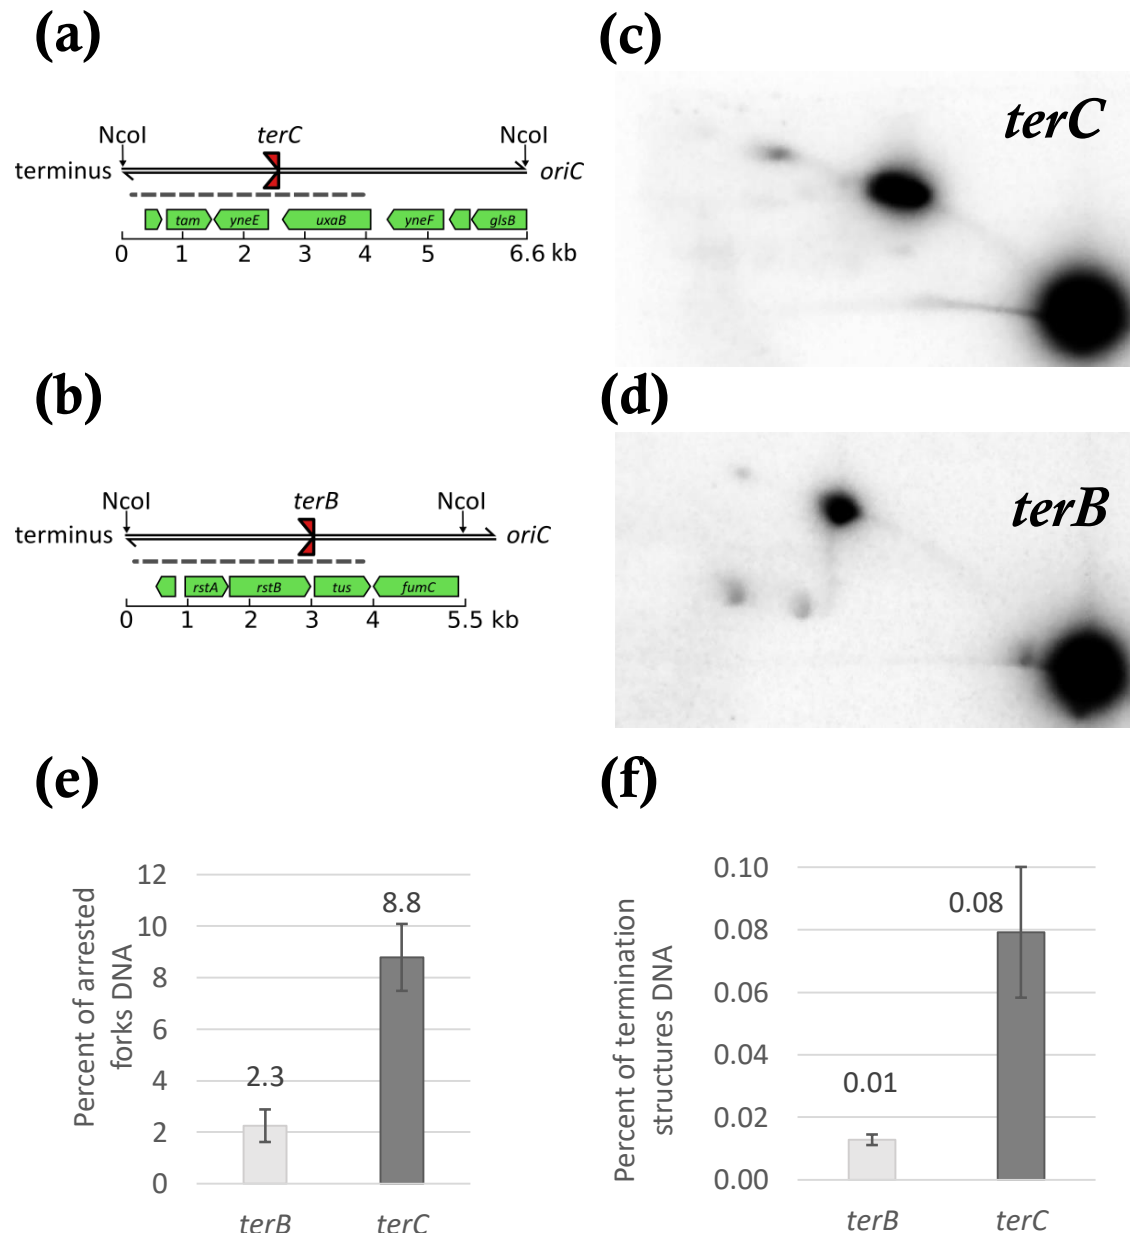 (a)
NcoI terC NcoI
terminus oriC
tam yneE uxaB yneF glsB
0 1 2 3 4 5 6.6 kb
(c)
terC
(b)
NcoI terB NcoI
terminus oriC
rstA rstB tus fumC
0 1 2 3 4 5.5 kb
(d)
terB
(e)
Percent of arrested
forks DNA
12
10
8
6
4
2
0
2.3
8.8
terB terC
(f)
Percent of termination
structures DNA
0.10
0.08
0.06
0.04
0.02
0.00
0.01
0.08
terB terC